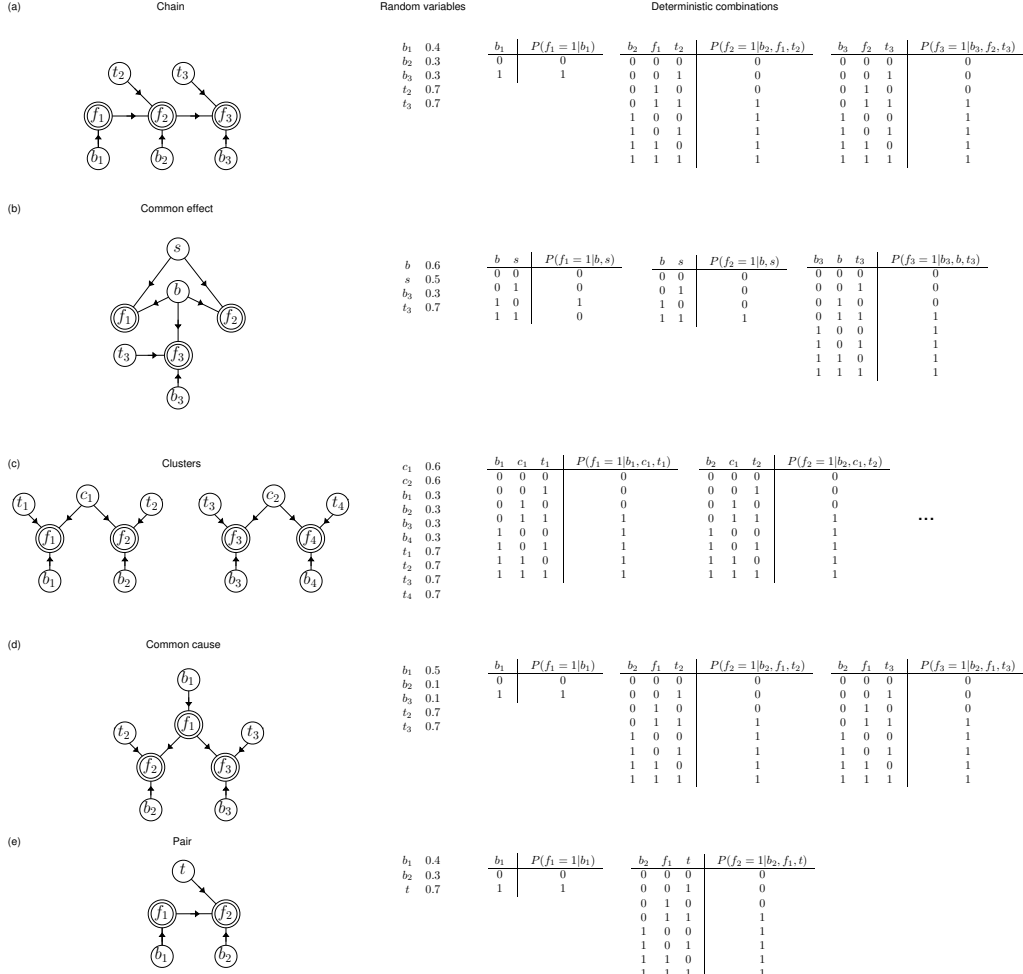 (a) Chain Random variables Deterministic combinations
t₂ t₃
f₁ f₂ f₃
b₁ b₂ b₃
b₁ 0.4
b₂ 0.3
b₃ 0.3
t₂ 0.7
t₃ 0.7
b₁ P(f₁ = 1|b₁)
0 0
1 1
b₂ f₁ t₂ P(f₂ = 1|b₂, f₁, t₂)
0 0 0 0
0 0 1 0
0 1 0 0
0 1 1 1
1 0 0 1
1 0 1 1
1 1 0 1
1 1 1 1
b₃ f₂ t₃ P(f₃ = 1|b₃, f₂, t₃)
0 0 0 0
0 0 1 0
0 1 0 0
0 1 1 1
1 0 0 1
1 0 1 1
1 1 0 1
1 1 1 1
(b) Common effect
s
b
f₁ f₂
t₃ f₃
b₃
b 0.6
s 0.5
b₃ 0.3
t₃ 0.7
b s P(f₁ = 1|b, s)
0 0 0
0 1 0
1 0 1
1 1 0
b s P(f₂ = 1|b, s)
0 0 0
0 1 0
1 0 0
1 1 1
b₃ b t₃ P(f₃ = 1|b₃, b, t₃)
0 0 0 0
0 0 1 0
0 1 0 0
0 1 1 1
1 0 0 1
1 0 1 1
1 1 0 1
1 1 1 1
(c) Clusters
t₁ c₁ t₂ t₃ c₂ t₄
f₁ f₂ f₃ f₄
b₁ b₂ b₃ b₄
c₁ 0.6
c₂ 0.6
b₁ 0.3
b₂ 0.3
b₃ 0.3
b₄ 0.3
t₁ 0.7
t₂ 0.7
t₃ 0.7
t₄ 0.7
b₁ c₁ t₁ P(f₁ = 1|b₁, c₁, t₁)
0 0 0 0
0 0 1 0
0 1 0 0
0 1 1 1
1 0 0 1
1 0 1 1
1 1 0 1
1 1 1 1
b₂ c₁ t₂ P(f₂ = 1|b₂, c₁, t₂)
0 0 0 0
0 0 1 0
0 1 0 0
0 1 1 1
1 0 0 1
1 0 1 1
1 1 0 1
1 1 1 1
...
(d) Common cause
b₁
f₁
t₂ t₃
f₂ f₃
b₂ b₃
b₁ 0.5
b₂ 0.1
b₃ 0.1
t₂ 0.7
t₃ 0.7
b₁ P(f₁ = 1|b₁)
0 0
1 1
b₂ f₁ t₂ P(f₂ = 1|b₂, f₁, t₂)
0 0 0 0
0 0 1 0
0 1 0 0
0 1 1 1
1 0 0 1
1 0 1 1
1 1 0 1
1 1 1 1
b₂ f₁ t₃ P(f₃ = 1|b₂, f₁, t₃)
0 0 0 0
0 0 1 0
0 1 0 0
0 1 1 1
1 0 0 1
1 0 1 1
1 1 0 1
1 1 1 1
(e) Pair
t
f₁ f₂
b₁ b₂
b₁ 0.4
b₂ 0.3
t 0.7
b₁ P(f₁ = 1|b₁)
0 0
1 1
b₂ f₁ t P(f₂ = 1|b₂, f₁, t)
0 0 0 0
0 0 1 0
0 1 0 0
0 1 1 1
1 0 0 1
1 0 1 1
1 1 0 1
1 1 1 1